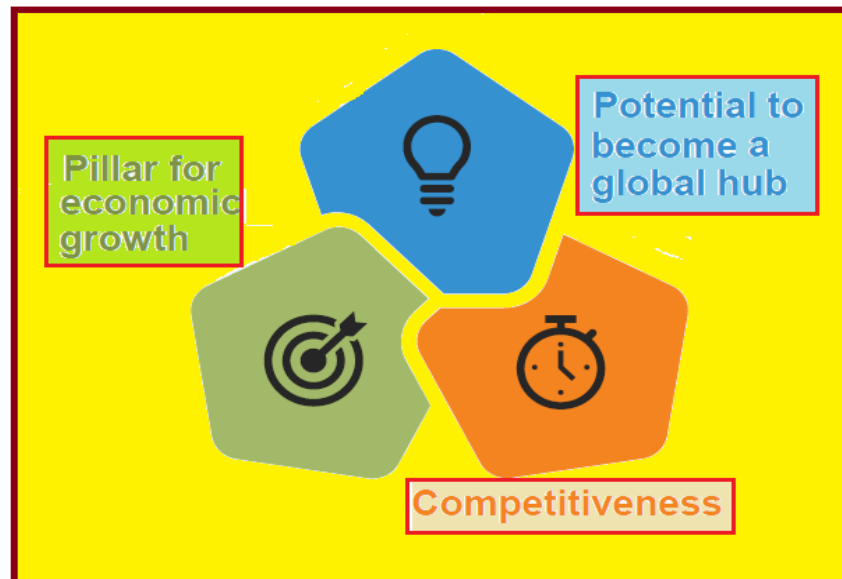 Potential to
become a
global hub
Pillar for
economic
growth
Competitiveness